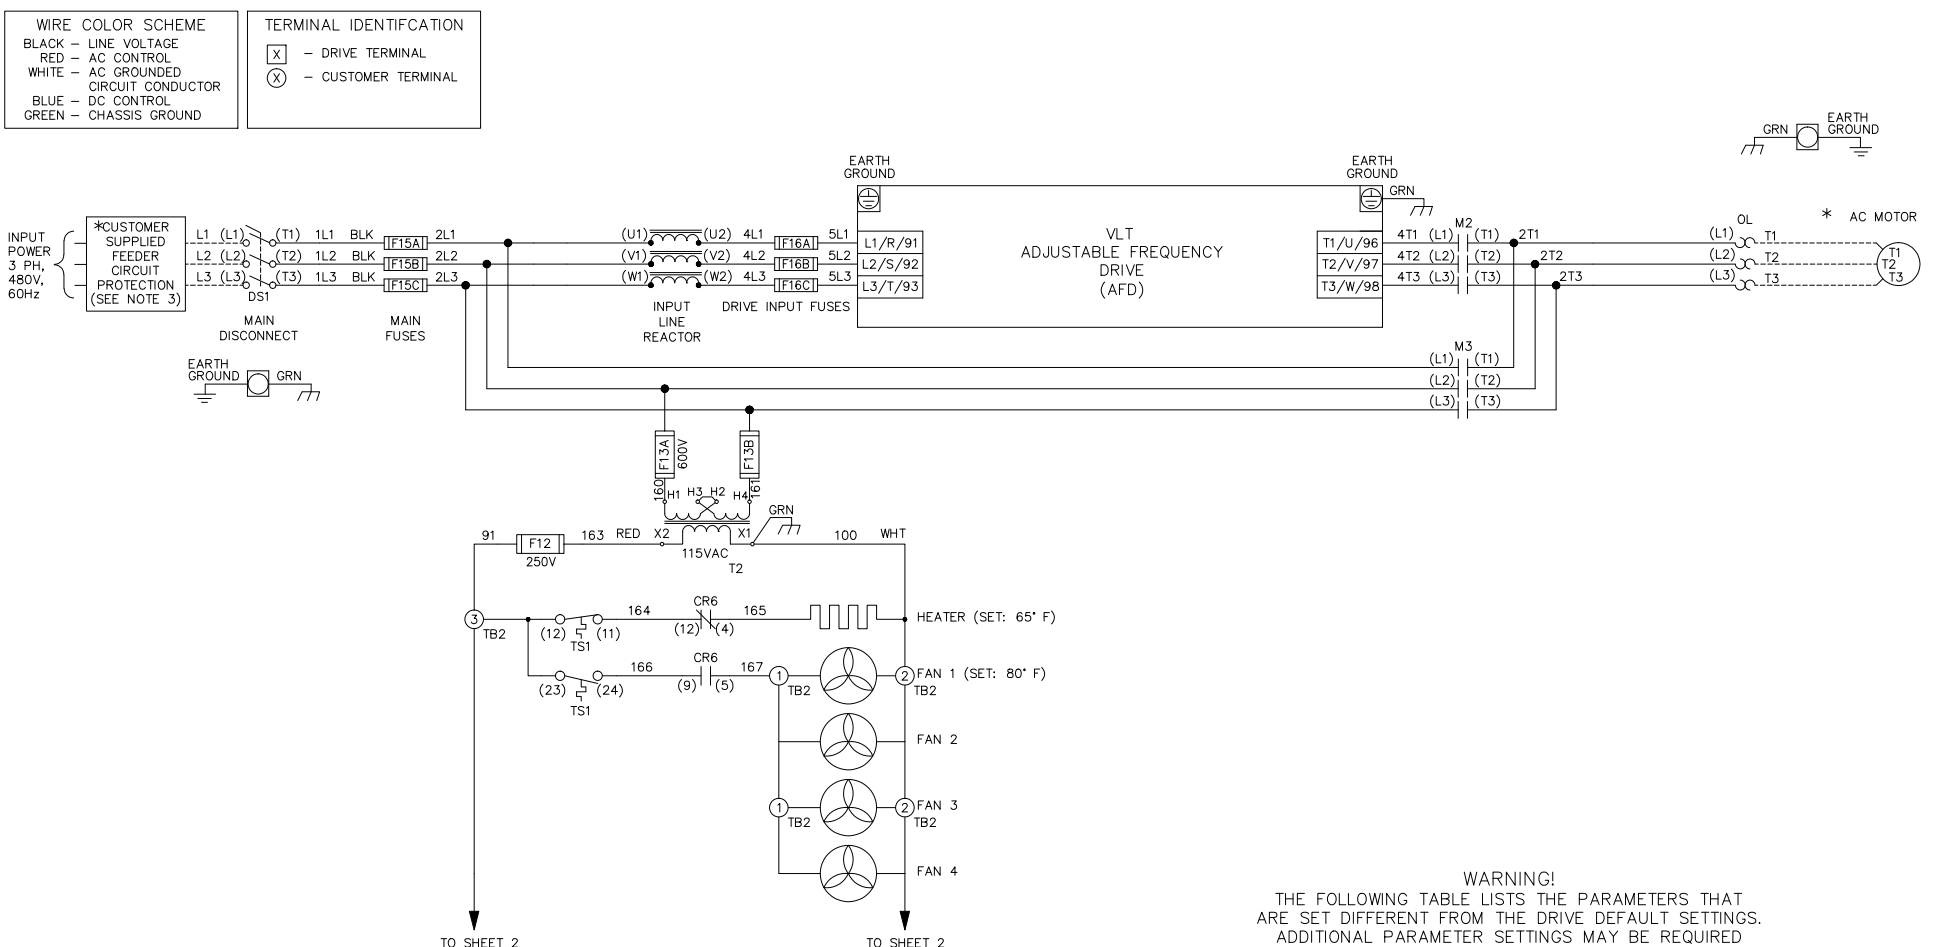 WIRE COLOR SCHEME
BLACK – LINE VOLTAGE
RED – AC CONTROL
WHITE – AC GROUNDED
CIRCUIT CONDUCTOR
BLUE – DC CONTROL
GREEN – CHASSIS GROUND
TERMINAL IDENTIFCATION
X – DRIVE TERMINAL
X – CUSTOMER TERMINAL
GRN
EARTH
GROUND
INPUT
POWER
3 PH,
480V,
60Hz
*CUSTOMER
SUPPLIED
FEEDER
CIRCUIT
PROTECTION
(SEE NOTE 3)
L1 (L1) (T1) 1L1 BLK F15A 2L1
L2 (L2) (T2) 1L2 BLK F15B 2L2
L3 (L3) (T3) 1L3 BLK F15C 2L3
DS1
MAIN
DISCONNECT
MAIN
FUSES
(U1) (U2) 4L1 F16A 5L1
(V1) (V2) 4L2 F16B 5L2
(W1) (W2) 4L3 F16C 5L3
INPUT
LINE
REACTOR
DRIVE INPUT FUSES
EARTH
GROUND
L1/R/91
L2/S/92
L3/T/93
VLT
ADJUSTABLE FREQUENCY
DRIVE
(AFD)
EARTH
GROUND
GRN
T1/U/96
T2/V/97
T3/W/98
M2
4T1 (L1) (T1) 2T1
4T2 (L2) (T2) 2T2
4T3 (L3) (T3) 2T3
OL
(L1) T1
(L2) T2
(L3) T3
* AC MOTOR
T1
T2
T3
M3
(L1) (T1)
(L2) (T2)
(L3) (T3)
EARTH
GROUND
GRN
F13A
600V
F13B
160
161
H1 H3 H2 H4
GRN
91 F12 163 RED X2 X1 100 WHT
250V
115VAC
T2
3
TB2
(12) (11)
TS1
164
CR6
(12) (4)
165
HEATER (SET: 65° F)
(23) (24)
TS1
166
CR6
(9) (5)
167
1
TB2
2
TB2
FAN 1 (SET: 80° F)
FAN 2
1
TB2
2
TB2
FAN 3
FAN 4
TO SHEET 2
TO SHEET 2
WARNING!
THE FOLLOWING TABLE LISTS THE PARAMETERS THAT
ARE SET DIFFERENT FROM THE DRIVE DEFAULT SETTINGS.
ADDITIONAL PARAMETER SETTINGS MAY BE REQUIRED